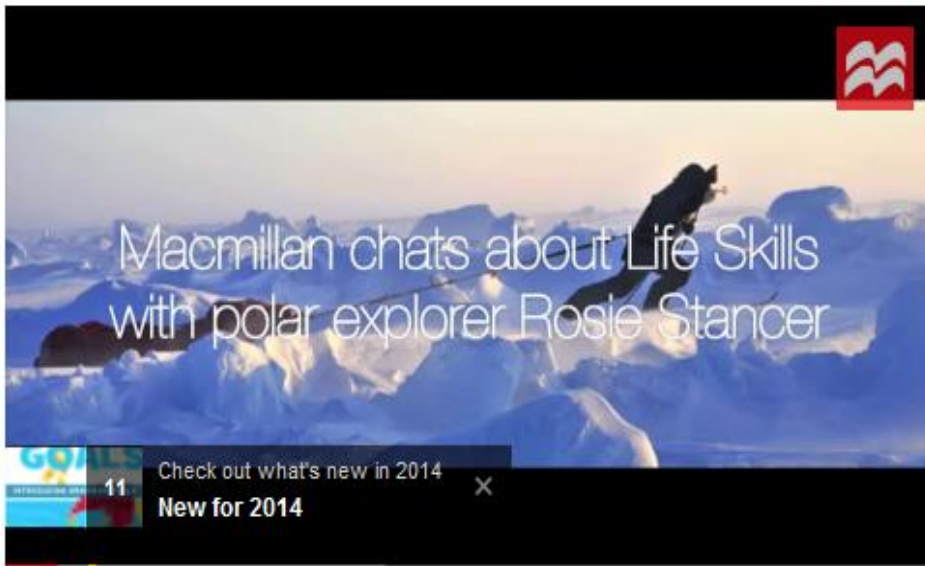 Macmillan chats about Life Skills
with polar explorer Rosie Stancer
GOALS
11
Check out what's new in 2014
New for 2014